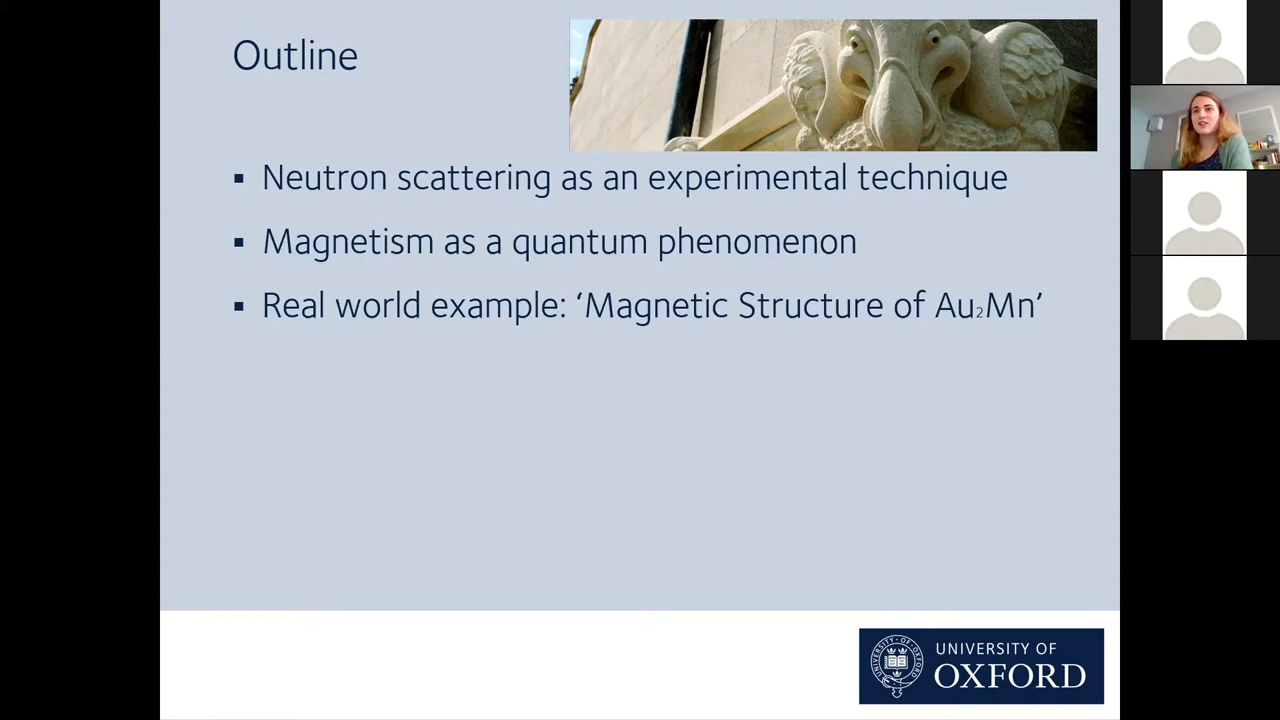 Outline
▪ Neutron scattering as an experimental technique
▪ Magnetism as a quantum phenomenon
▪ Real world example: ‘Magnetic Structure of Au₂Mn’
UNIVERSITY OF
OXFORD